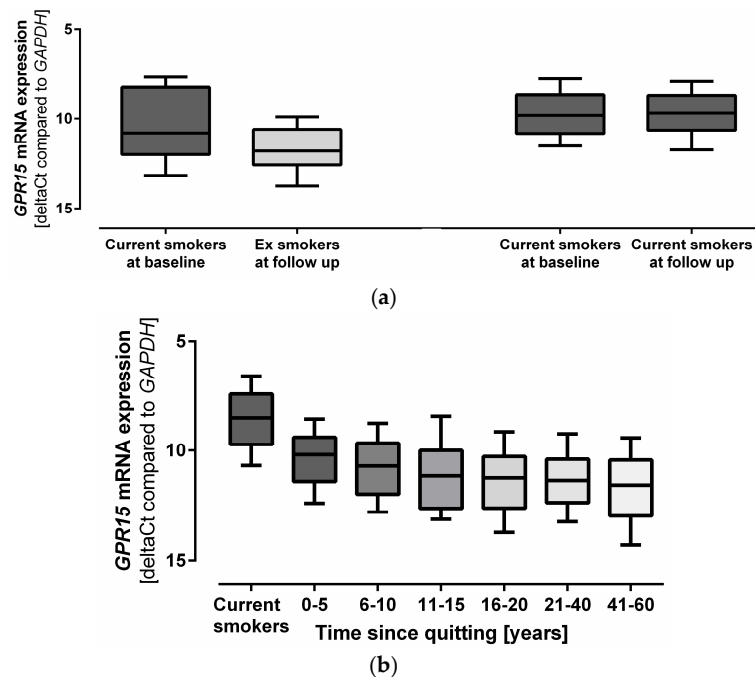 (a)
GPR15 mRNA expression
[deltaCt compared to GAPDH]
5
10
15
Current smokers
at baseline
Ex smokers
at follow up
Current smokers
at baseline
Current smokers
at follow up
(a)
GPR15 mRNA expression
[deltaCt compared to GAPDH]
5
10
15
Current
smokers
0-5
6-10
11-15
16-20
21-40
41-60
Time since quitting [years]
(b)